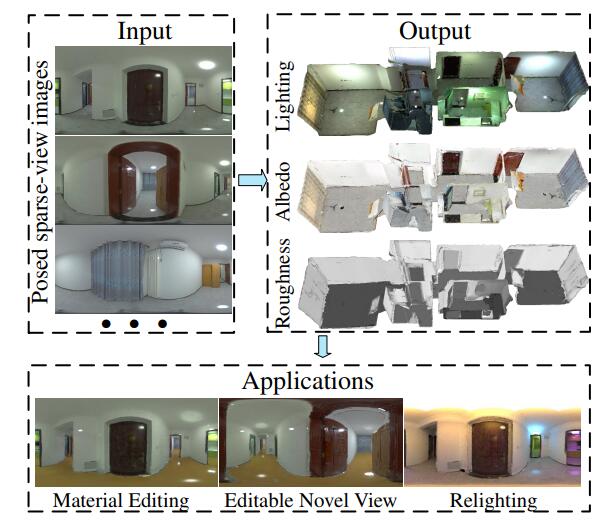 Input
Posed sparse-view images
Output
Lighting
Albedo
Roughness
Applications
Material Editing
Editable Novel View
Relighting